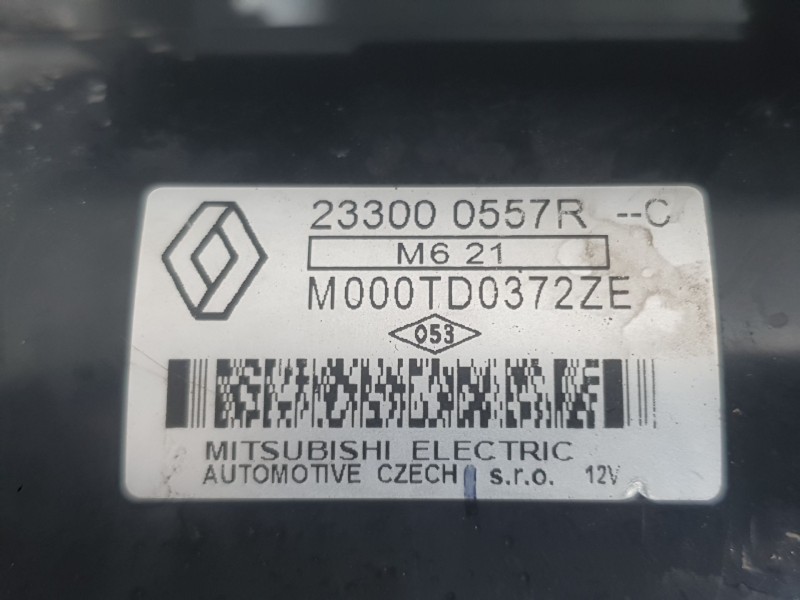 23300 0557R --C
M6 21
M000TD0372ZE
053
MITSUBISHI ELECTRIC
AUTOMOTIVE CZECH s.r.o. 12V